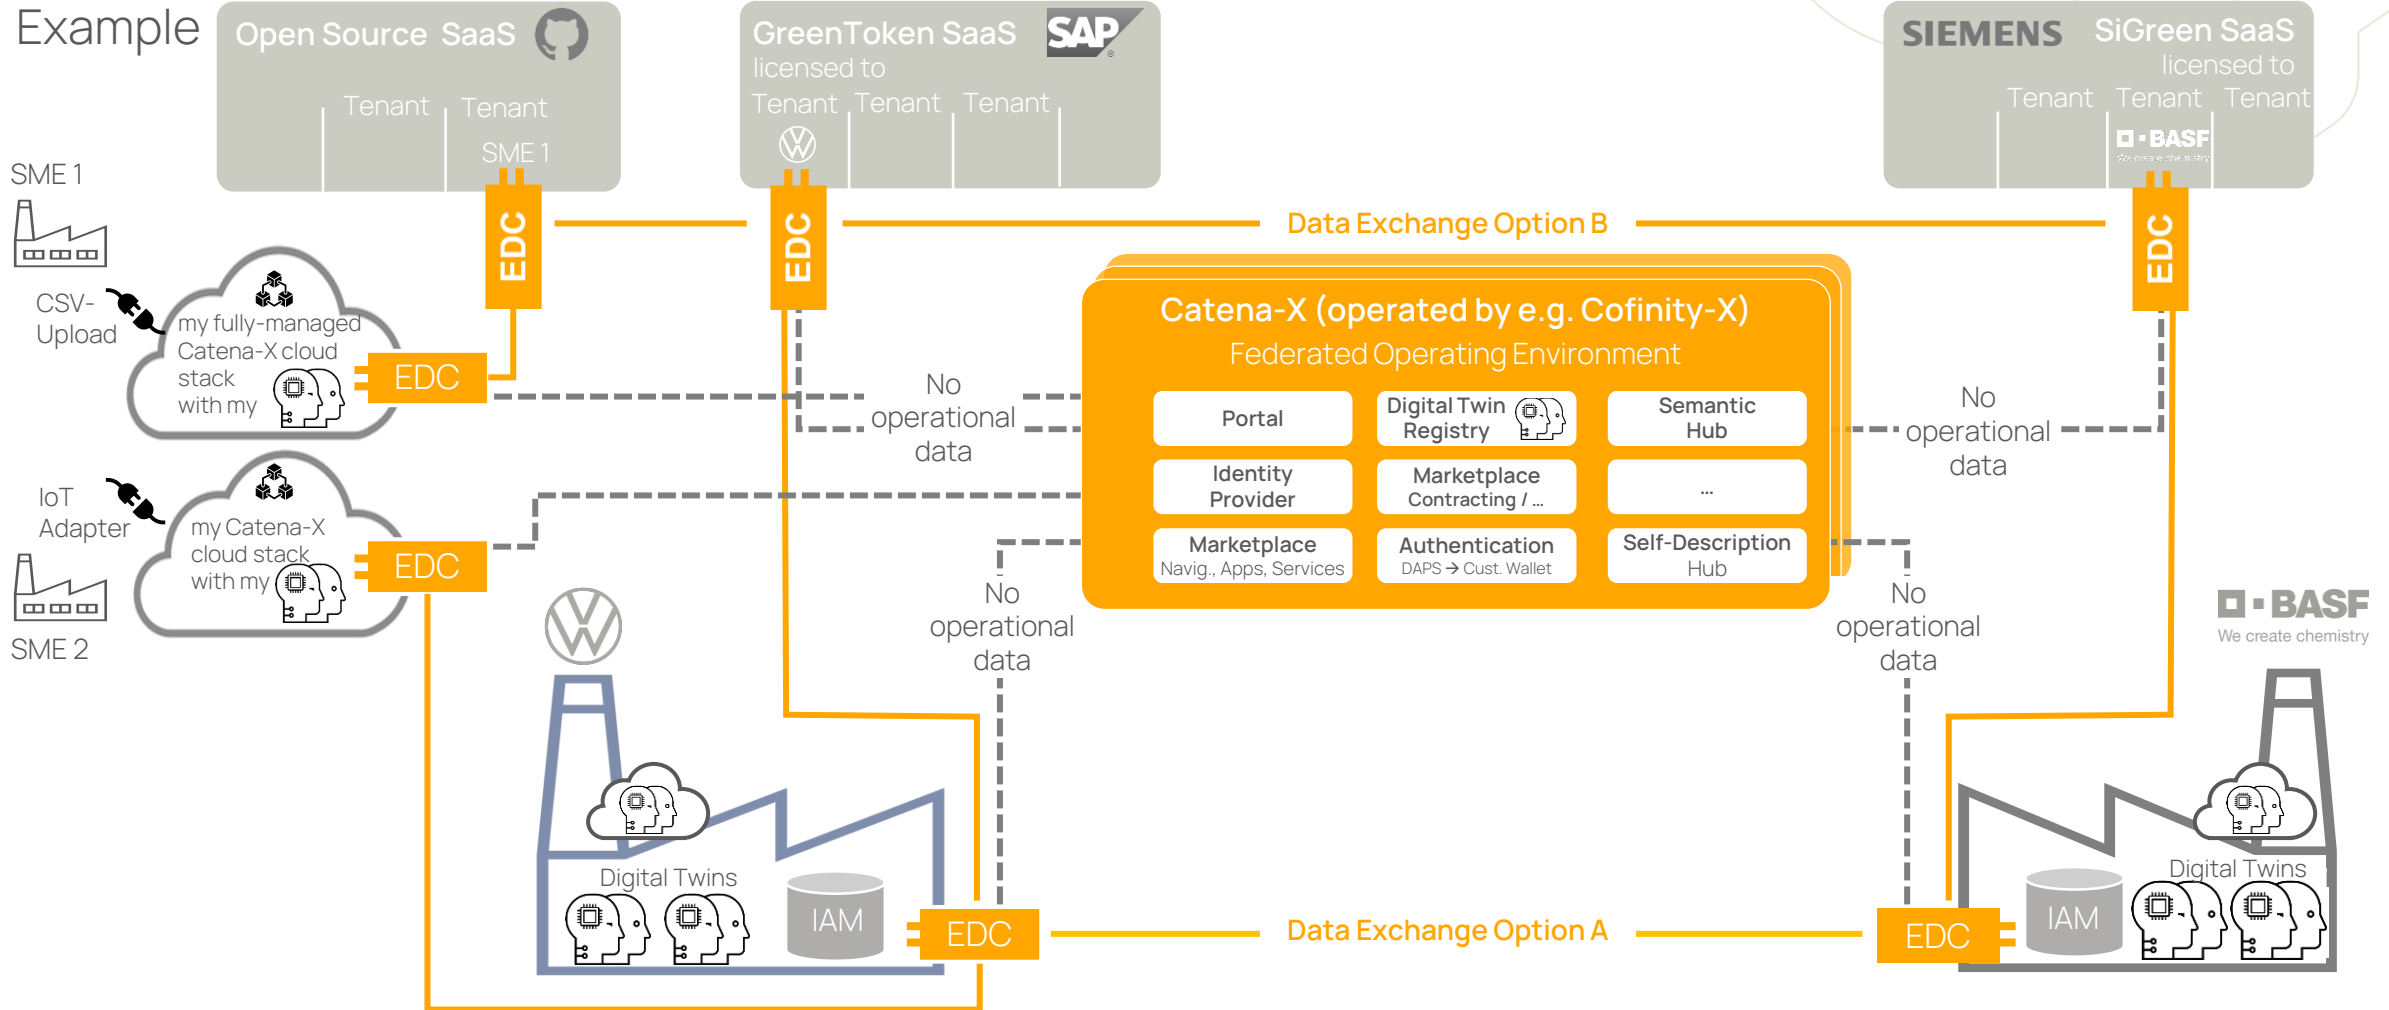 Example
Open Source SaaS
Tenant
Tenant
SME 1
GreenToken SaaS
SAP
®
licensed to
Tenant
Tenant
Tenant
SIEMENS
SiGreen SaaS
licensed to
Tenant
Tenant
Tenant
BASF
We create chemistry
SME 1
EDC
EDC
EDC
Data Exchange Option B
CSV-
Upload
my fully-managed
Catena-X cloud
stack
with my
EDC
No
operational
data
Catena-X (operated by e.g. Cofinity-X)
Federated Operating Environment
Portal
Digital Twin
Registry
Semantic
Hub
Identity
Provider
Marketplace
Contracting / ...
...
Marketplace
Navig., Apps, Services
Authentication
DAPS → Cust. Wallet
Self-Description
Hub
No
operational
data
IoT
Adapter
my Catena-X
cloud stack
with my
EDC
SME 2
No
operational
data
No
operational
data
BASF
We create chemistry
Digital Twins
IAM
EDC
Data Exchange Option A
EDC
IAM
Digital Twins